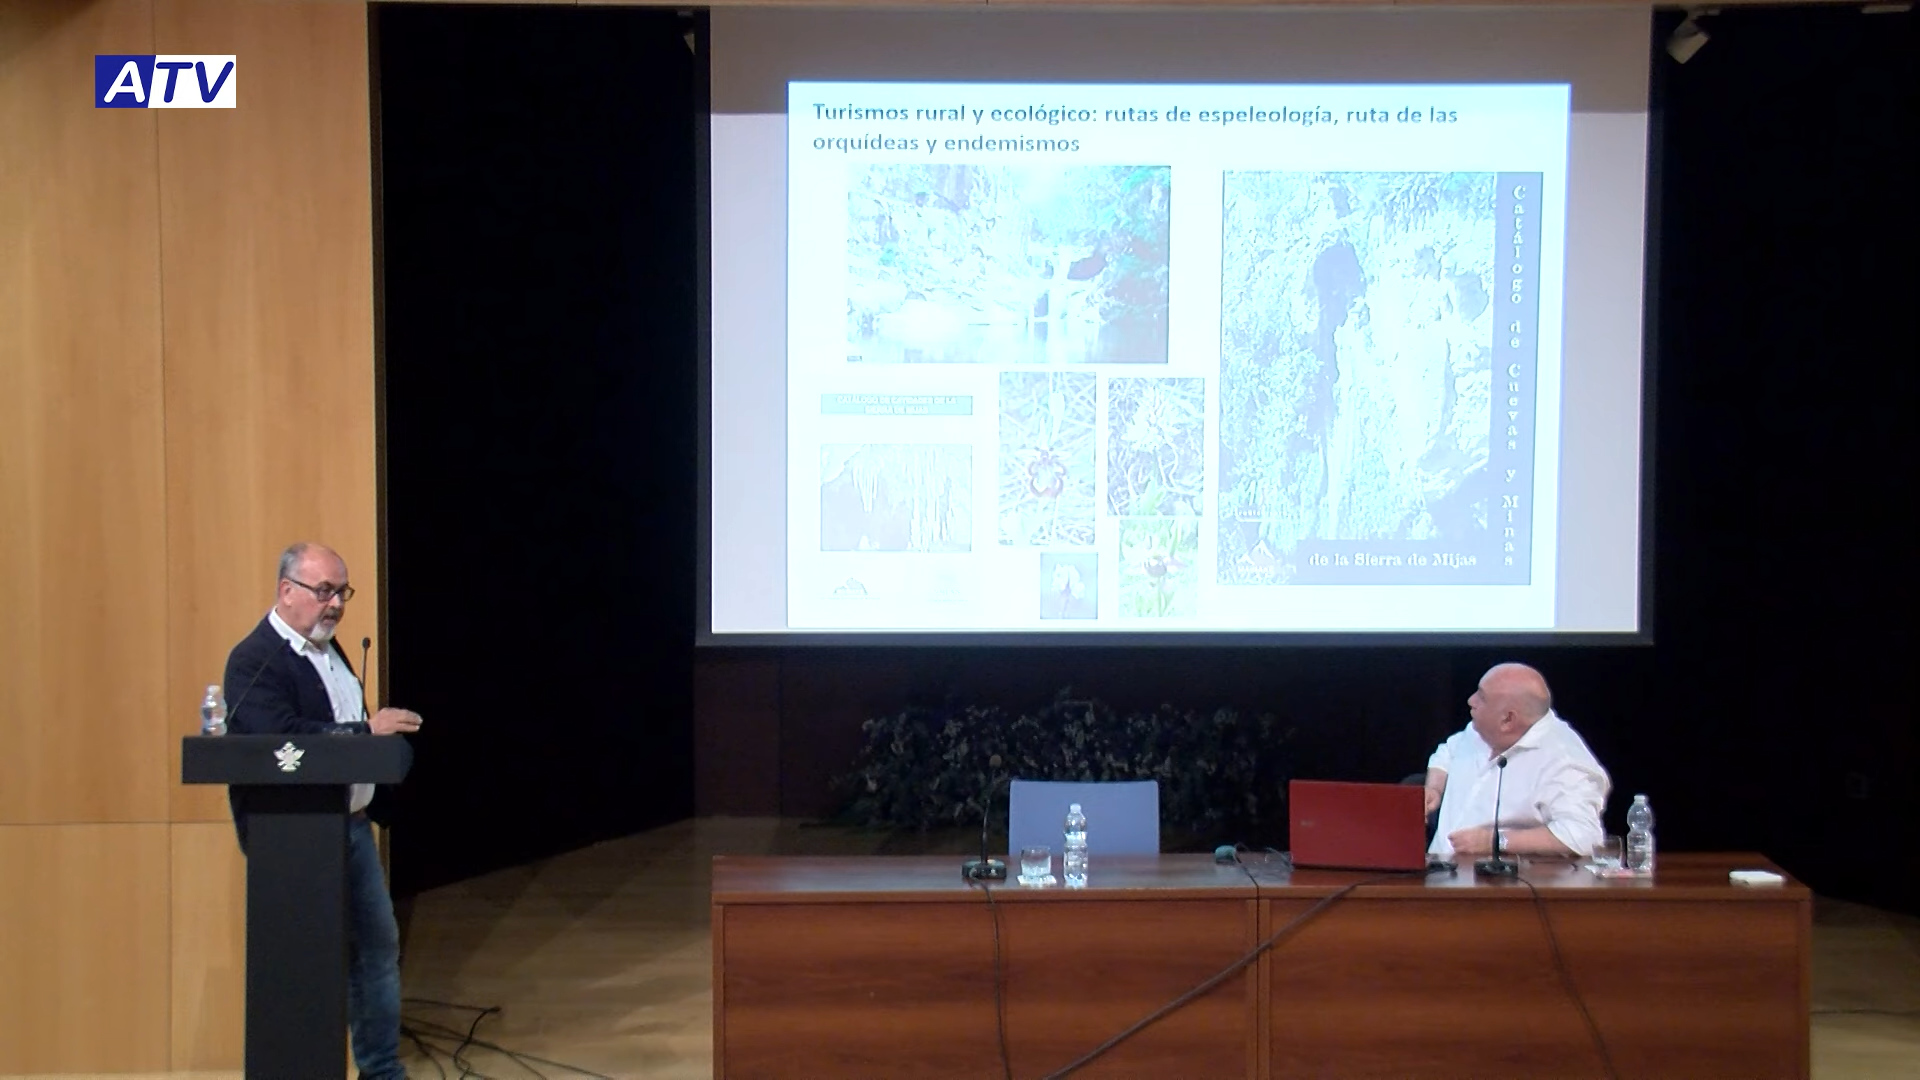 ATV
Turismos rural y ecológico: rutas de espeleología, ruta de las
orquídeas y endemismos
Catálogo de Cuevas y Minas
de la Sierra de Mijas